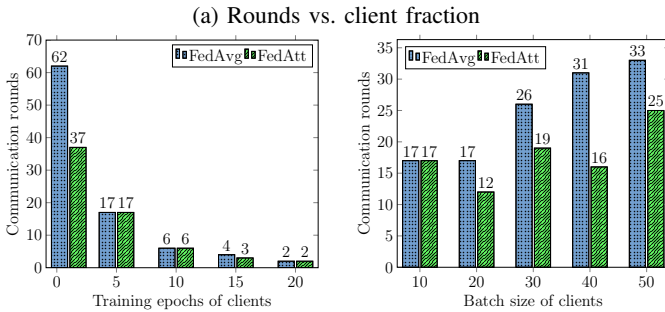 (a) Rounds vs. client fraction
Communication rounds
70
60
50
40
30
20
10
0
FedAvg FedAtt
62 37 17 17 6 6 4 3 2 2
0 5 10 15 20
Training epochs of clients
Communication rounds
35
30
25
20
15
10
5
0
FedAvg FedAtt
17 17 17 12 26 19 31 16 33 25
10 20 30 40 50
Batch size of clients